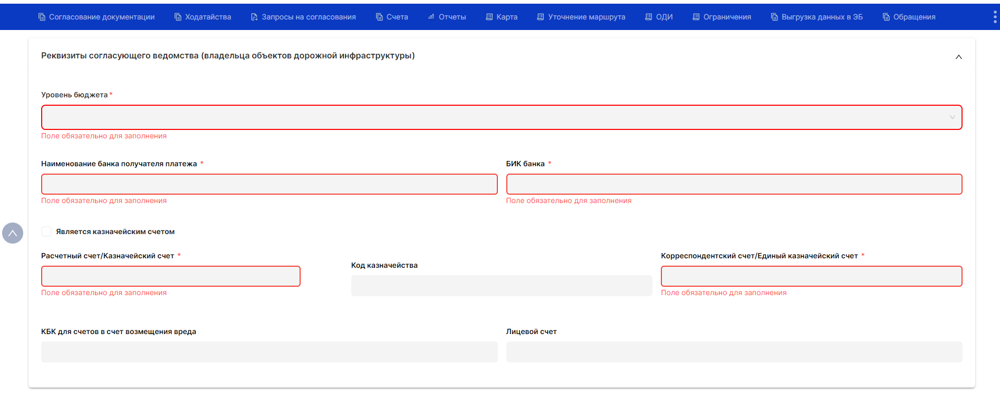 Согласование документации Ходатайства Запросы на согласования Счета Отчеты Карта Уточнение маршрута ОДИ Ограничения Выгрузка данных в ЭБ Обращения
Реквизиты согласующего ведомства (владельца объектов дорожной инфраструктуры)
Уровень бюджета *
Поле обязательно для заполнения
Наименование банка получателя платежа * БИК банка *
Поле обязательно для заполнения Поле обязательно для заполнения
Является казначейским счетом
Расчетный счет/Казначейский счет * Код казначейства Корреспондентский счет/Единый казначейский счет *
Поле обязательно для заполнения Поле обязательно для заполнения
КБК для счетов в счет возмещения вреда Лицевой счет